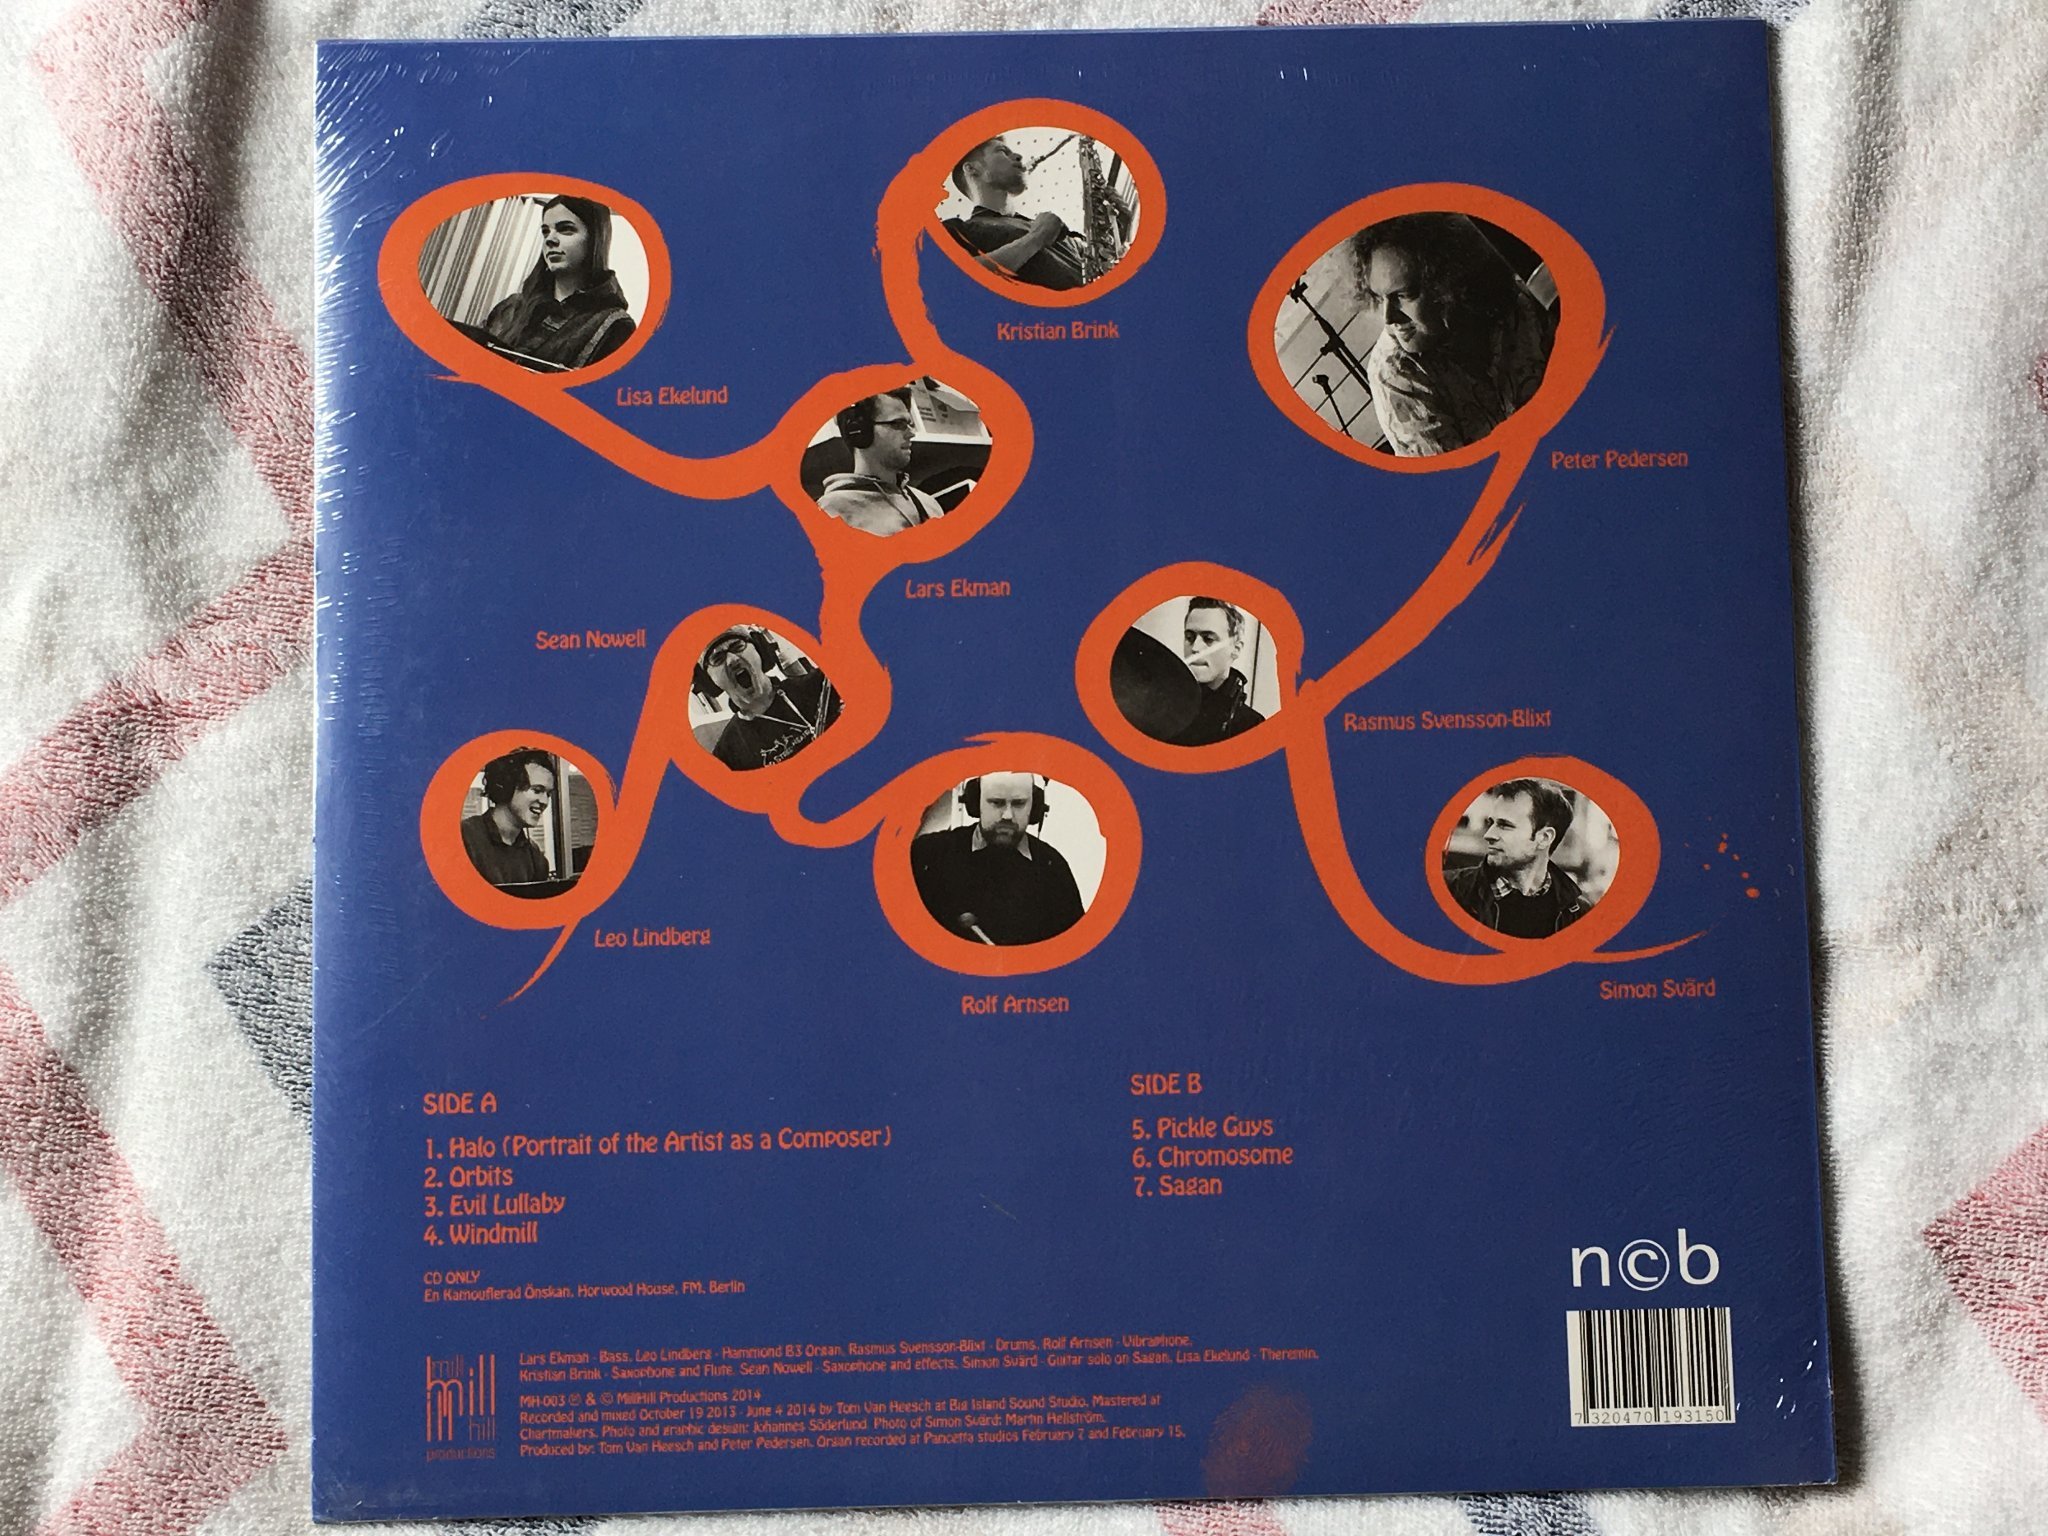 Kristian Brink
Lisa Ekelund
Peter Pedersen
Lars Ekman
Sean Nowell
Rasmus Svensson-Blixt
Leo Lindberg
Simon Svärd
Rolf Arnsen
SIDE A
1. Halo (Portrait of the Artist as a Composer)
2. Orbits
3. Evil Lullaby
4. Windmill
CD ONLY
En Kamouflerad Önskan, Horwood House, FM, Berlin
SIDE B
5. Pickle Guys
6. Chromosome
7. Sagan
n©b
7 320470 193150
mill
mill
hill
productions
Lars Ekman - Bass, Leo Lindberg - Hammond B3 Organ, Rasmus Svensson-Blixt - Drums, Rolf Arnsen - Vibraphone,
Kristian Brink - Saxophone and Flute, Sean Nowell - Saxophone and effects, Simon Svärd - Guitar solo on Sagan, Lisa Ekelund - Theremin.
MH-003 ℗ & © MillHill Productions 2014
Recorded and mixed October 19 2013 - June 4 2014 by Tom Van Heesch at Big Island Sound Studio. Mastered at
Chartmakers. Photo and graphic design: Johannes Söderlund. Photo of Simon Svärd: Martin Hellström.
Produced by: Tom Van Heesch and Peter Pedersen. Organ recorded at Pancetta studios February 7 and February 15.